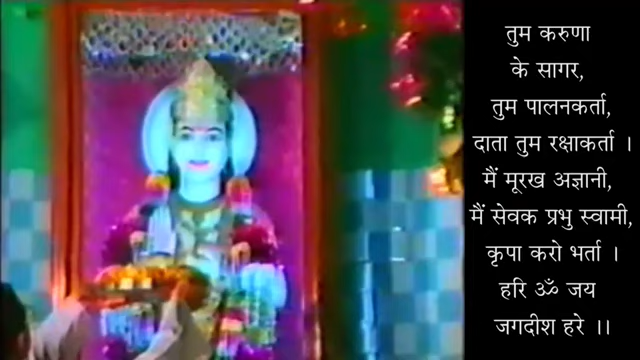 तुम करुणा
के सागर,
तुम पालनकर्ता,
दाता तुम रक्षाकर्ता ।
मैं मूरख अज्ञानी,
मैं सेवक प्रभु स्वामी,
कृपा करो भर्ता ।
हरि ॐ जय
जगदीश हरे ।।